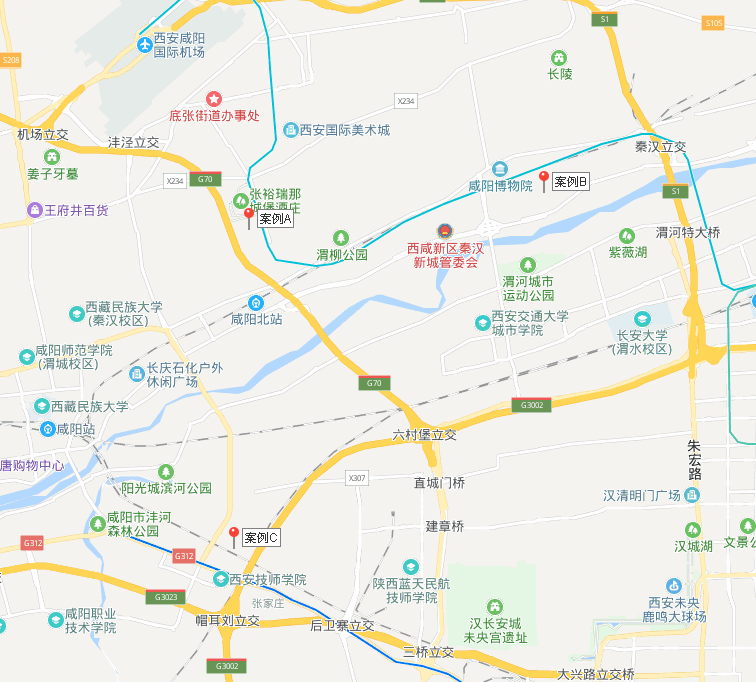 S1
S105
西安咸阳
国际机场
S208
长陵
X234
底张街道办事处
西安国际美术城
机场立交
沣泾立交
秦汉立交
姜子牙墓
咸阳博物院
X234
G70
案例B
S1
张裕瑞那
城堡酒庄
王府井百货
案例A
渭河特大桥
渭柳公园
西咸新区秦汉
新城管委会
紫薇湖
渭河城市
运动公园
西藏民族大学
(秦汉校区)
咸阳北站
西安交通大学
城市学院
长安大学
(渭水校区)
咸阳师范学院
(渭城校区)
长庆石化户外
休闲广场
G70
西藏民族大学
G3002
咸阳站
六村堡立交
朱宏路
唐购物中心
阳光城滨河公园
X307
直城门桥
汉清明门广场
咸阳市沣河
森林公园
建章桥
G312
案例C
汉城湖
文景公
G312
西安技师学院
陕西蓝天民航
技师学院
G3023
张家庄
西安未央
鹿鸣大球场
咸阳职业
技术学院
帽耳刘立交
后卫寨立交
汉长安城
未央宫遗址
三桥立交
G3002
大兴路立交桥